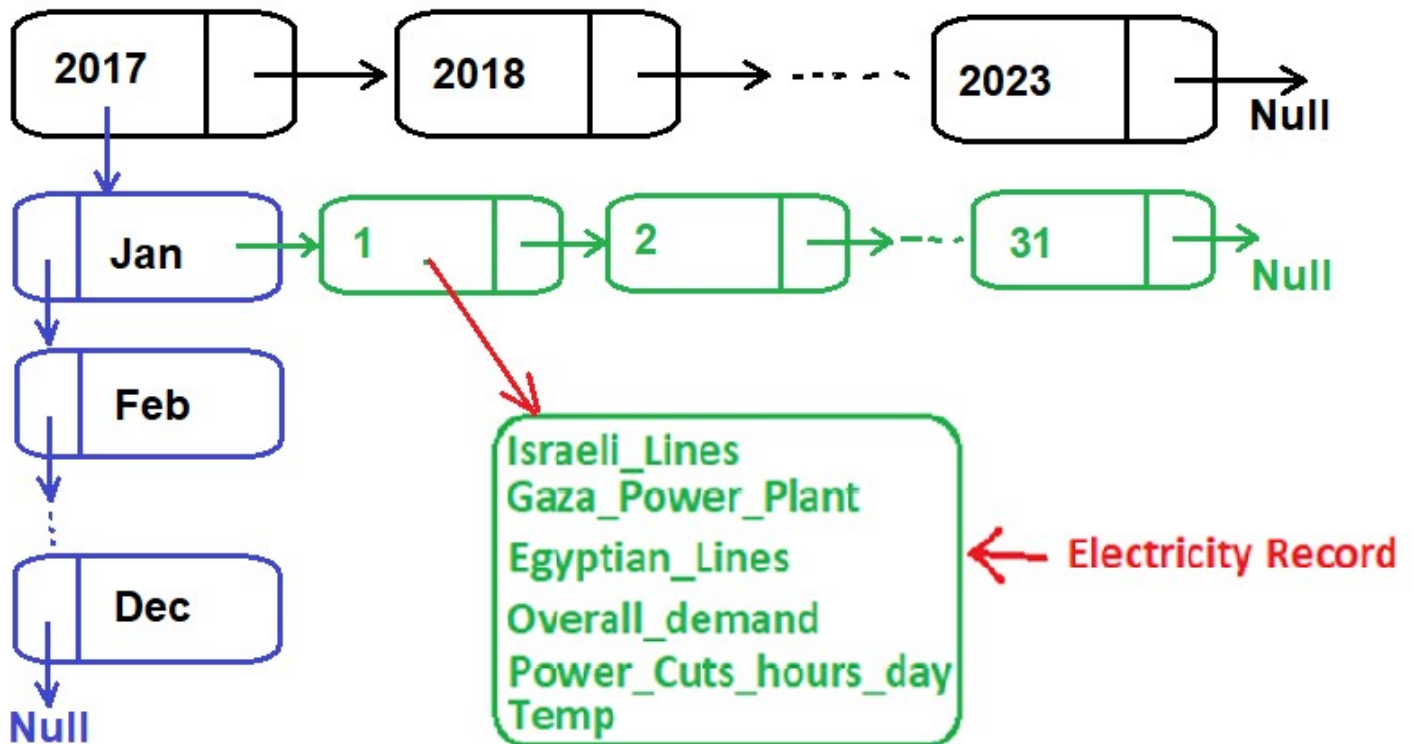 2017
2018
2023
Null
Jan
1
2
31
Null
Feb
Dec
Null
Israeli_Lines
Gaza_Power_Plant
Egyptian_Lines
Overall_demand
Power_Cuts_hours_day
Temp
Electricity Record